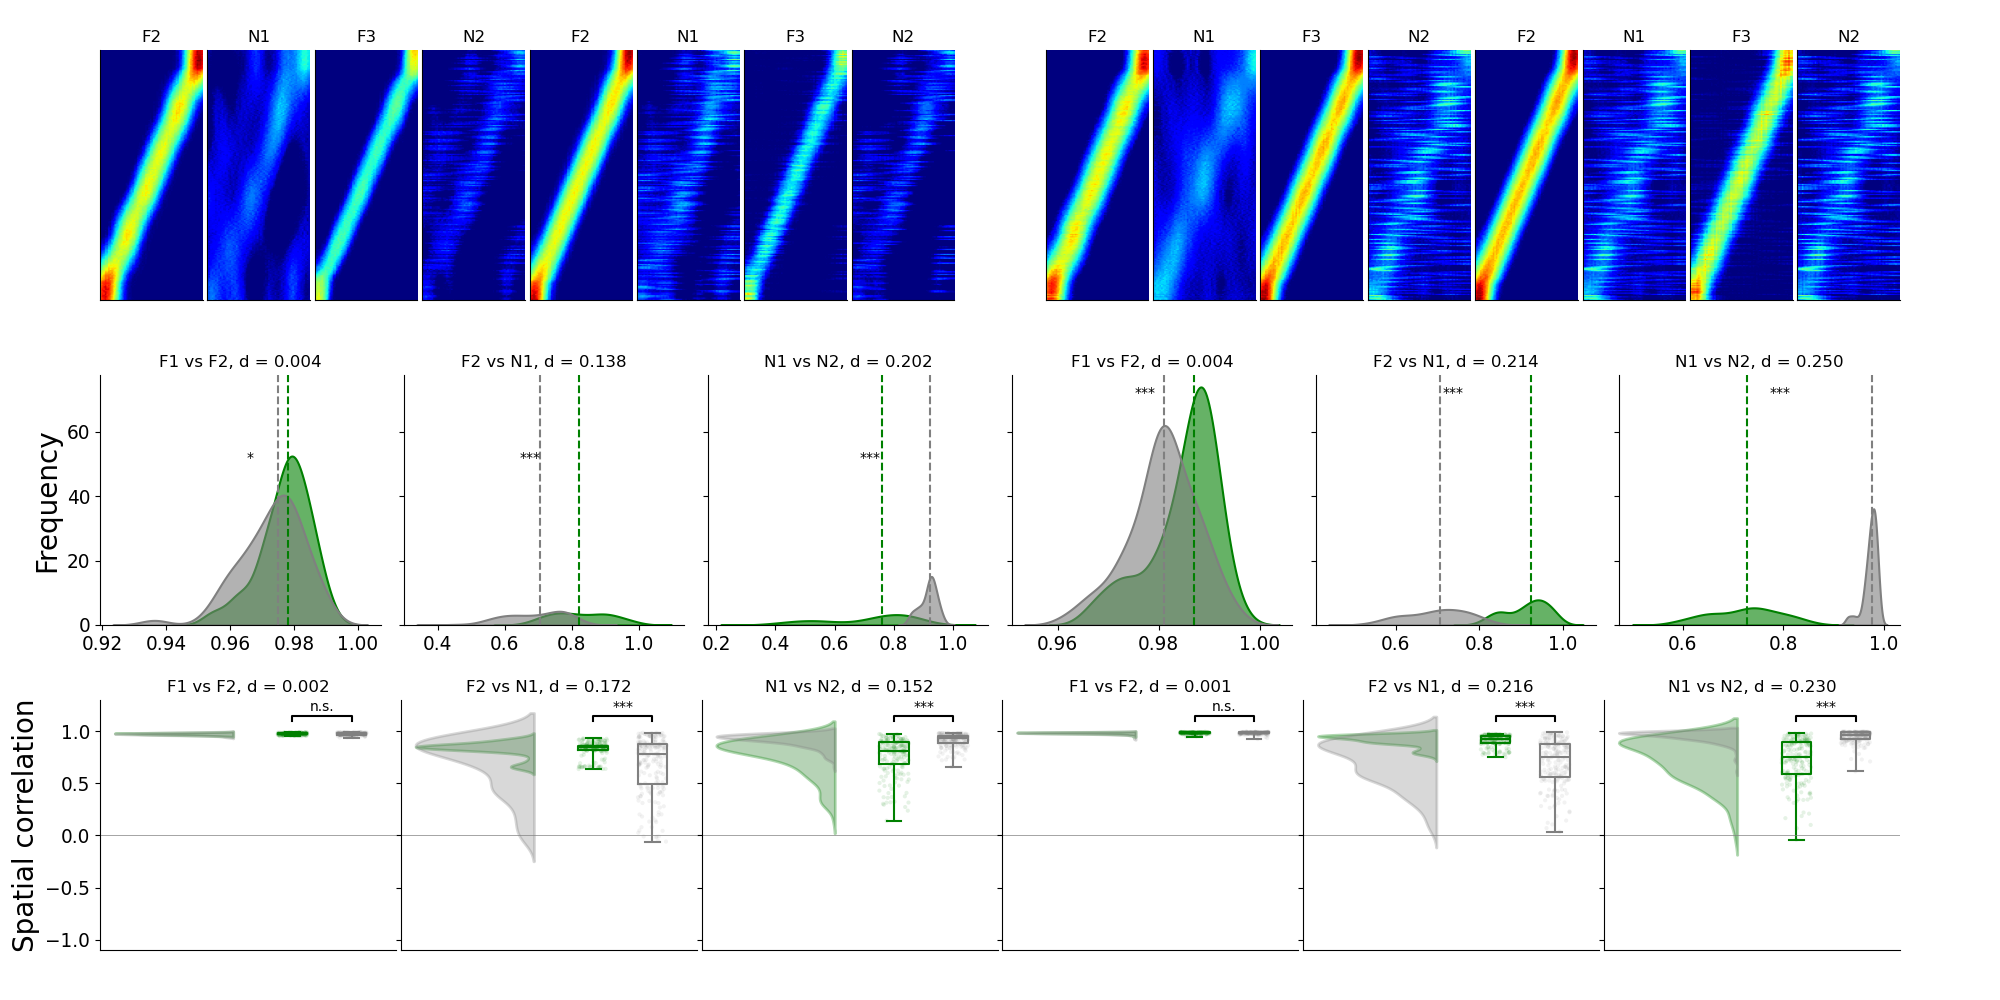 F2 N1 F3 N2 F2 N1 F3 N2 F2 N1 F3 N2 F2 N1 F3 N2
F1 vs F2, d = 0.004 F2 vs N1, d = 0.138 N1 vs N2, d = 0.202 F1 vs F2, d = 0.004 F2 vs N1, d = 0.214 N1 vs N2, d = 0.250
*** *** ***
* *** ***
Frequency
60
40
20
0
0.92 0.94 0.96 0.98 1.00 0.4 0.6 0.8 1.0 0.2 0.4 0.6 0.8 1.0 0.96 0.98 1.00 0.6 0.8 1.0 0.6 0.8 1.0
F1 vs F2, d = 0.002 F2 vs N1, d = 0.172 N1 vs N2, d = 0.152 F1 vs F2, d = 0.001 F2 vs N1, d = 0.216 N1 vs N2, d = 0.230
n.s. *** *** n.s. *** ***
Spatial correlation
1.0
0.5
0.0
−0.5
−1.0